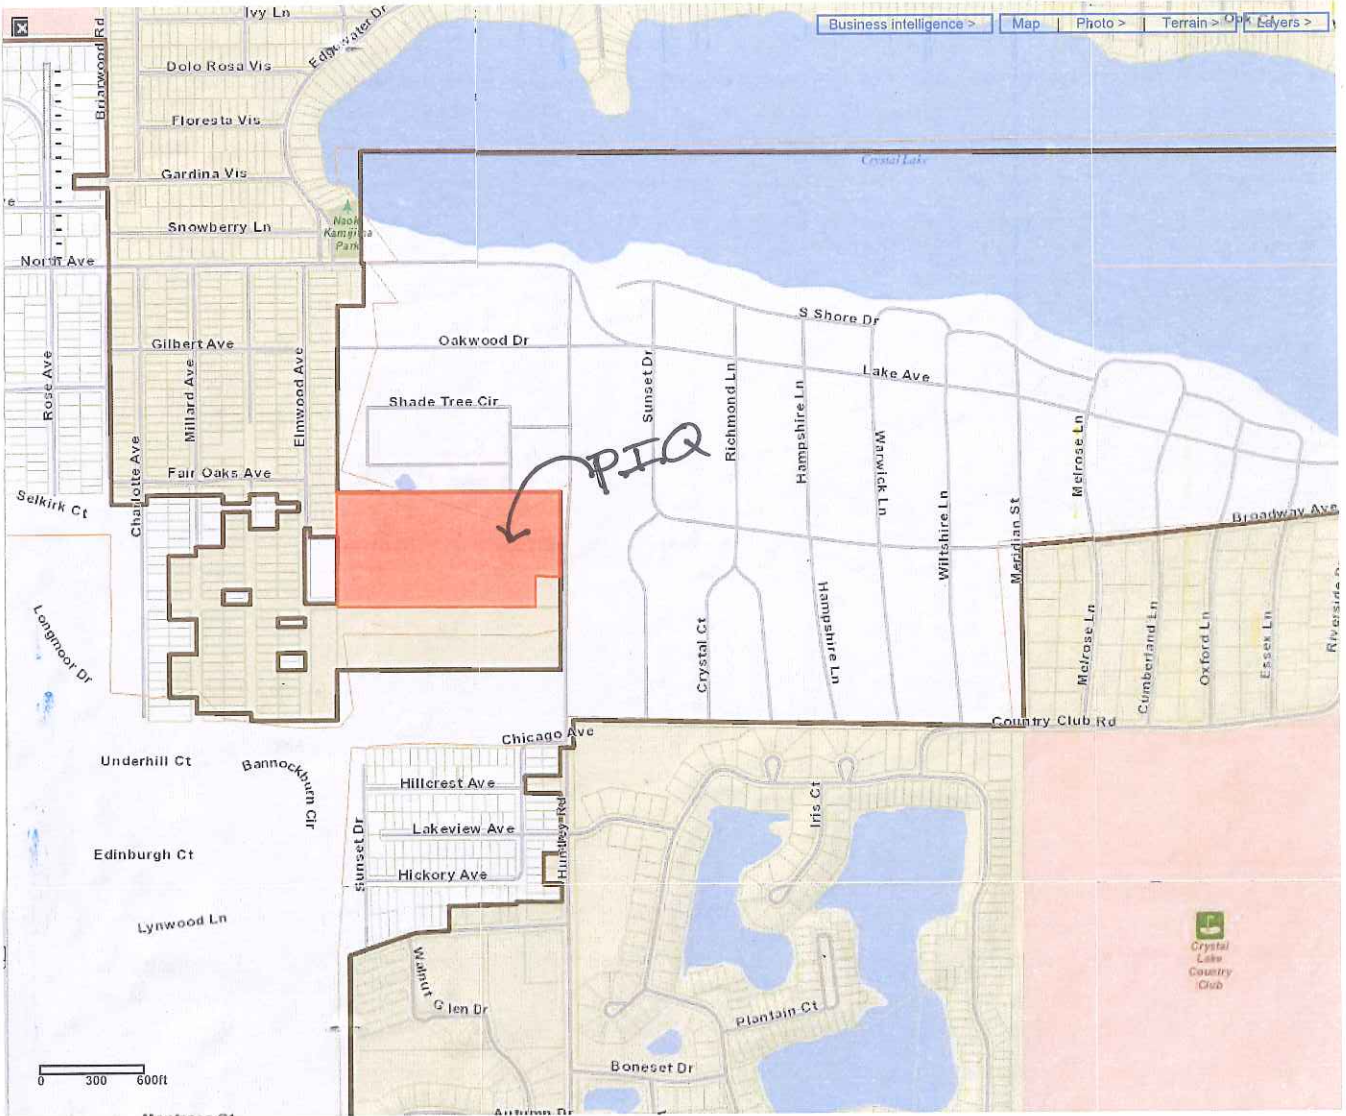 Ivy Ln
Edgewater Dr
Business intelligence >
Map
Photo >
Terrain >
Layers >
Briarwood Rd
Dolo Rosa Vis
Floresta Vis
Crystal Lake
Gardina Vis
Snowberry Ln
Park
North Ave
S Shore Dr
Gilbert Ave
Oakwood Dr
Lake Ave
Rose Ave
Millard Ave
Elmwood Ave
Sunset Dr
Richmond Ln
Hampshire Ln
Shade Tree Cir
Warwick Ln
Melrose Ln
PIQ
Fair Oaks Ave
Charlotte Ave
Selkirk Ct
Wiltshire Ln
Meridian St
Broadway Ave
Longmoor Dr
Crystal Ct
Hampshire Ln
Melrose Ln
Cumberland Ln
Oxford Ln
Essex Ln
Country Club Rd
Chicago Ave
Underhill Ct
Bannockburn Cir
Hillcrest Ave
Iris Ct
Sunset Dr
Lakeview Ave
Edinburgh Ct
Hickory Ave
Lynwood Ln
Crystal
Lake
Country
Club
Walnut
Glen Dr
Plantain Ct
Boneset Dr
0 300 600ft
Autumn Dr